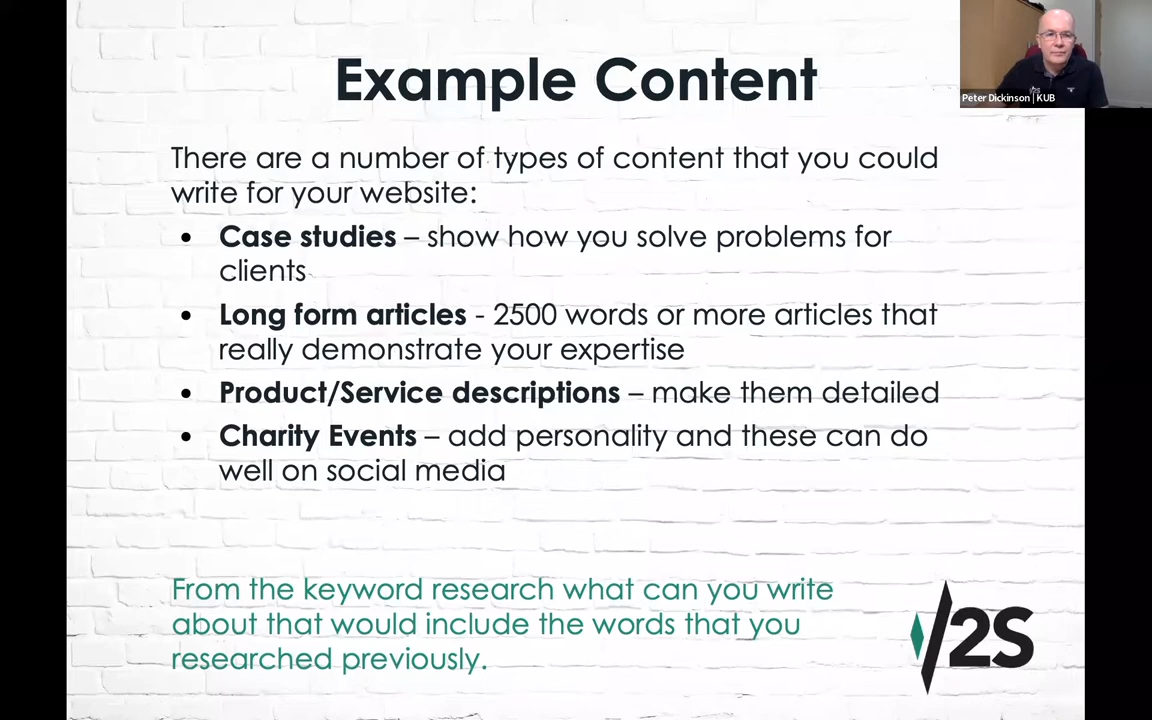 Example Content
Peter Dickinson | KUB
There are a number of types of content that you could
write for your website:
• Case studies – show how you solve problems for
clients
• Long form articles - 2500 words or more articles that
really demonstrate your expertise
• Product/Service descriptions – make them detailed
• Charity Events – add personality and these can do
well on social media
From the keyword research what can you write
about that would include the words that you
researched previously.
/2S